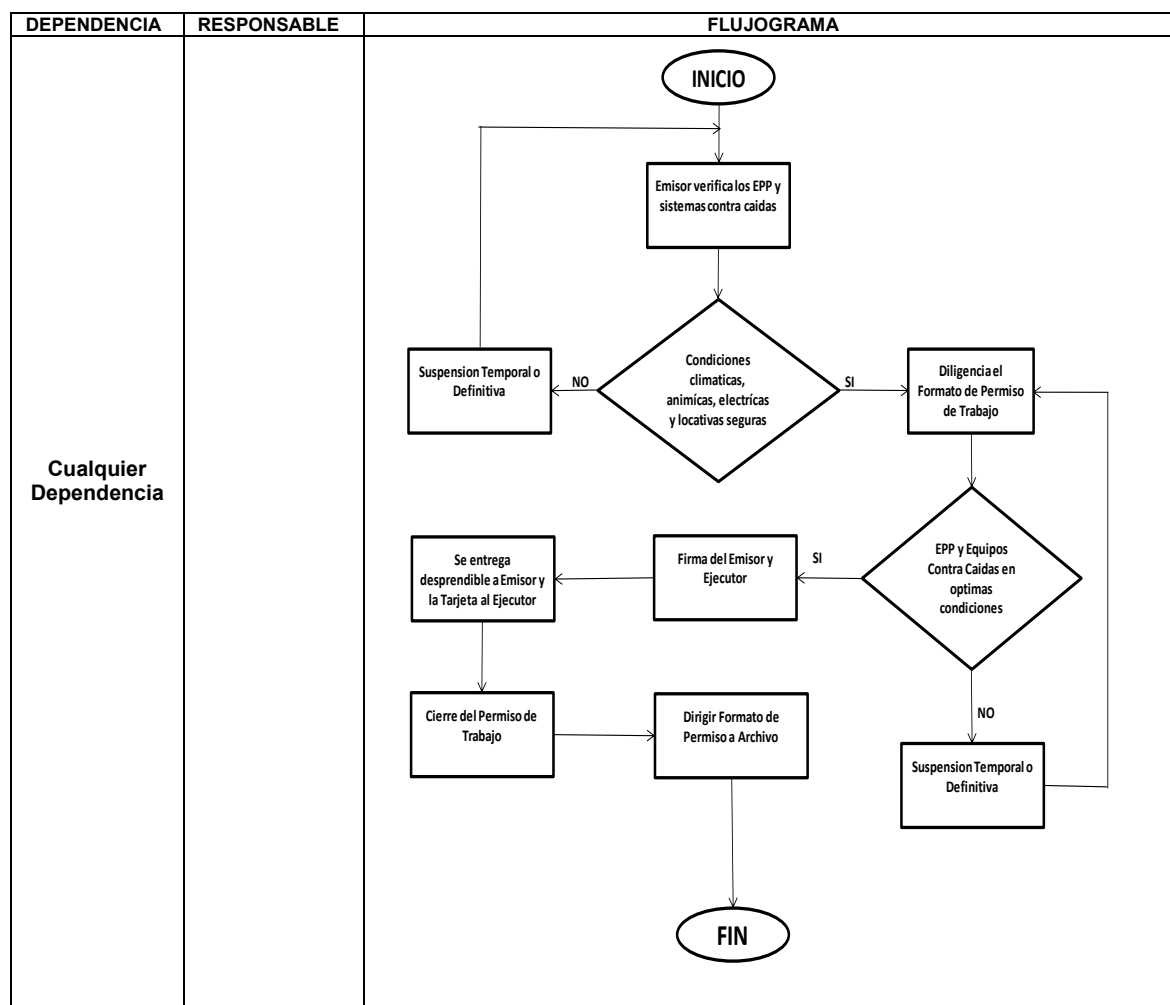 DEPENDENCIA RESPONSABLE FLUJOGRAMA
INICIO
Emisor verifica los EPP y
sistemas contra caidas
Condiciones
climaticas,
animícas, electrícas
y locativas seguras
NO
SI
Suspension Temporal o
Definitiva
Diligencia el
Formato de Permiso
de Trabajo
Cualquier
Dependencia
EPP y Equipos
Contra Caidas en
optimas
condiciones
SI
Firma del Emisor y
Ejecutor
Se entrega
desprendible a Emisor y
la Tarjeta al Ejecutor
NO
Cierre del Permiso de
Trabajo
Dirigir Formato de
Permiso a Archivo
Suspension Temporal o
Definitiva
FIN